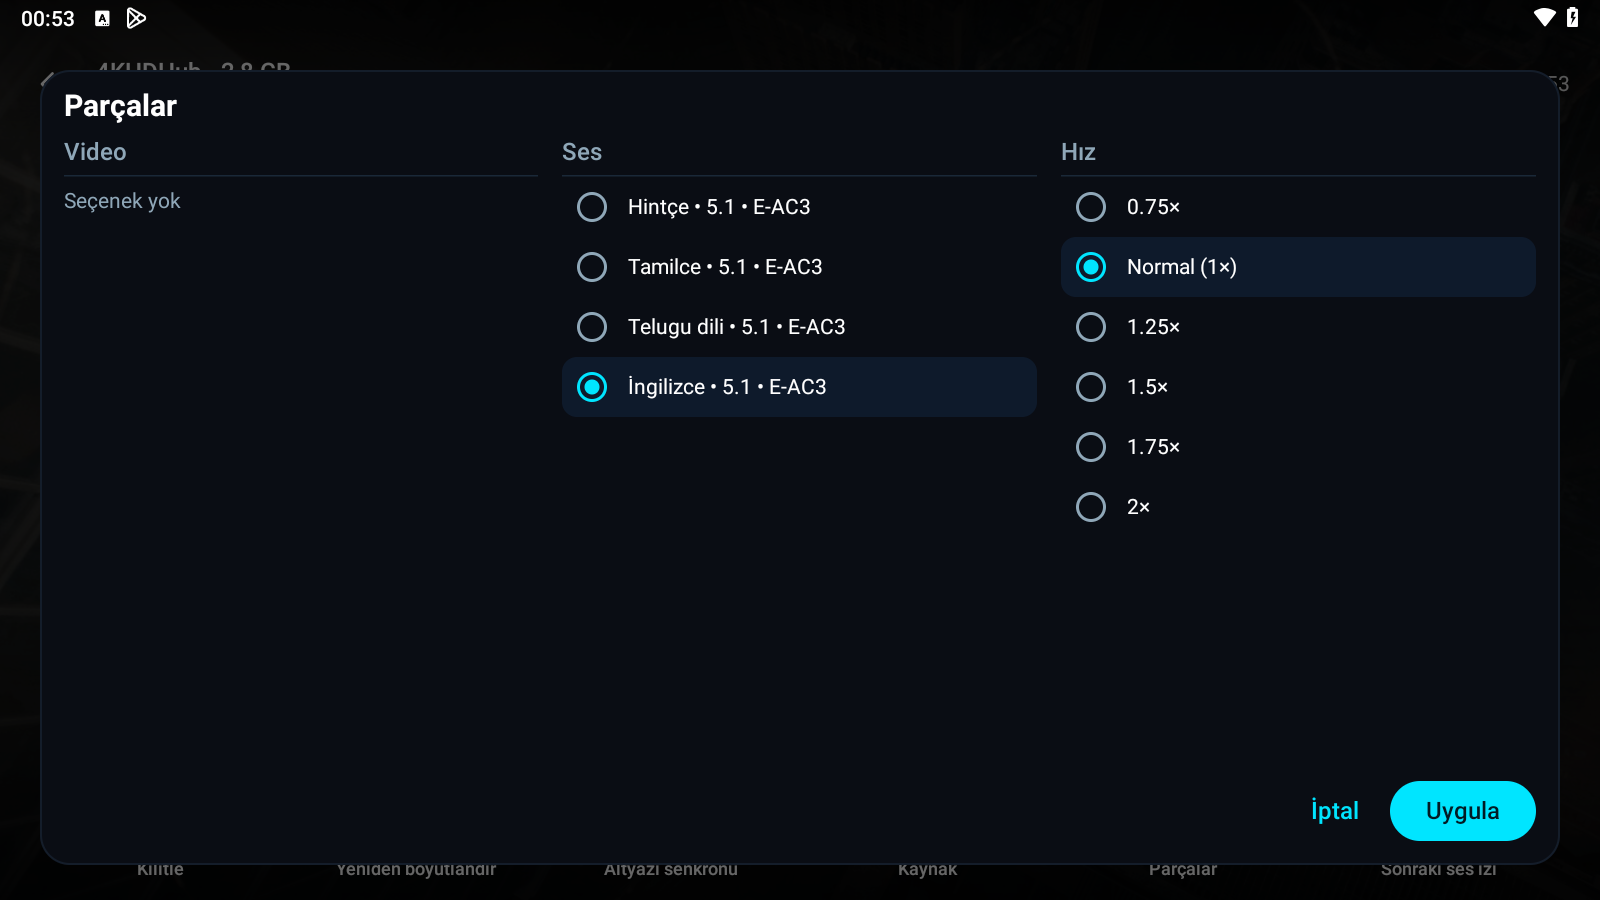 00:53
Parçalar
Video
Seçenek yok
Ses
Hintçe • 5.1 • E-AC3
Tamilce • 5.1 • E-AC3
Telugu dili • 5.1 • E-AC3
İngilizce • 5.1 • E-AC3
Hız
0.75×
Normal (1×)
1.25×
1.5×
1.75×
2×
İptal
Uygula
Kilitle
Yeniden boyutlandır
Altyazı senkronu
Kaynak
Parçalar
Sonraki ses izi